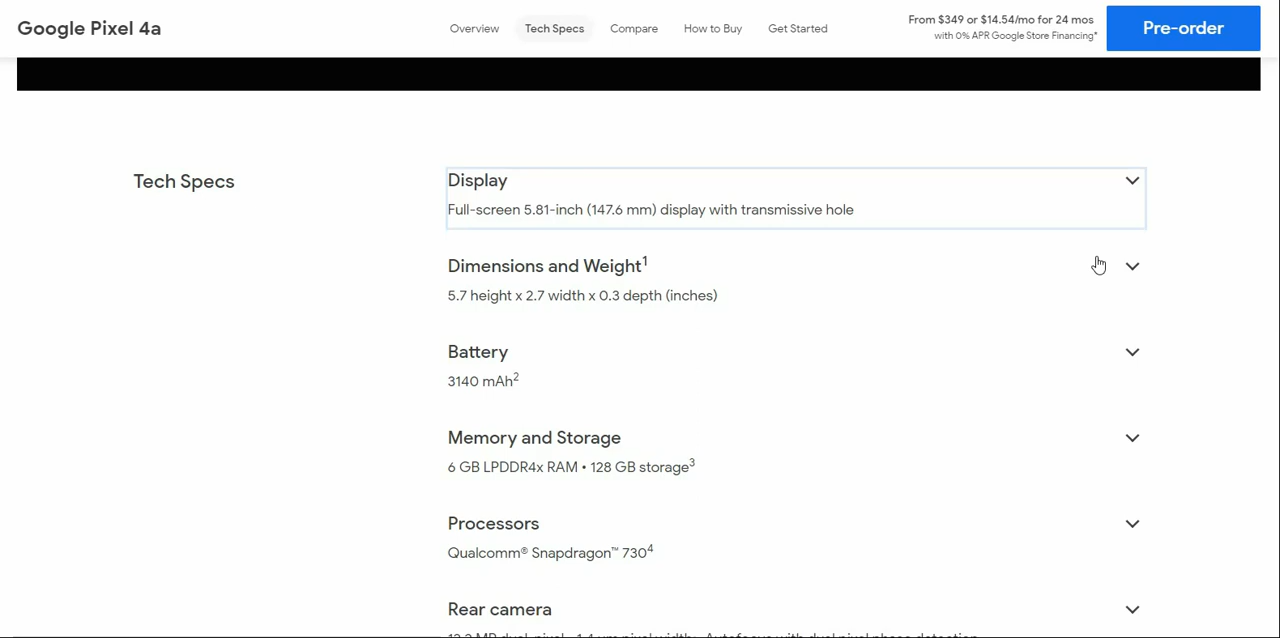 Google Pixel 4a
Overview
Tech Specs
Compare
How to Buy
Get Started
From $349 or $14.54/mo for 24 mos
with 0% APR Google Store Financing*
Pre-order
Tech Specs
Display
Full-screen 5.81-inch (147.6 mm) display with transmissive hole
Dimensions and Weight¹
5.7 height x 2.7 width x 0.3 depth (inches)
Battery
3140 mAh²
Memory and Storage
6 GB LPDDR4x RAM • 128 GB storage³
Processors
Qualcomm® Snapdragon™ 730⁴
Rear camera